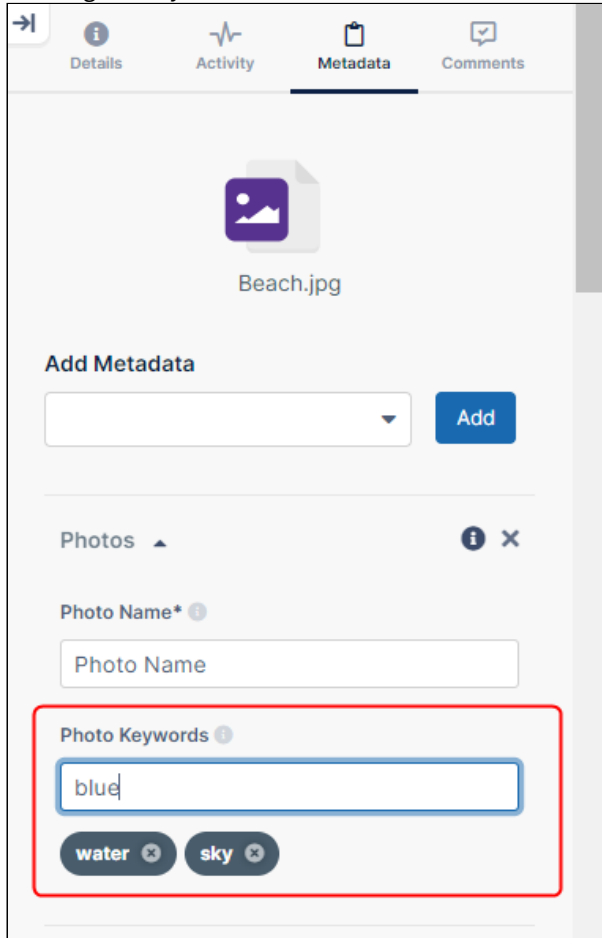 Details Activity Metadata Comments
Beach.jpg
Add Metadata
Add
Photos
Photo Name*
Photo Name
Photo Keywords
blue
water sky